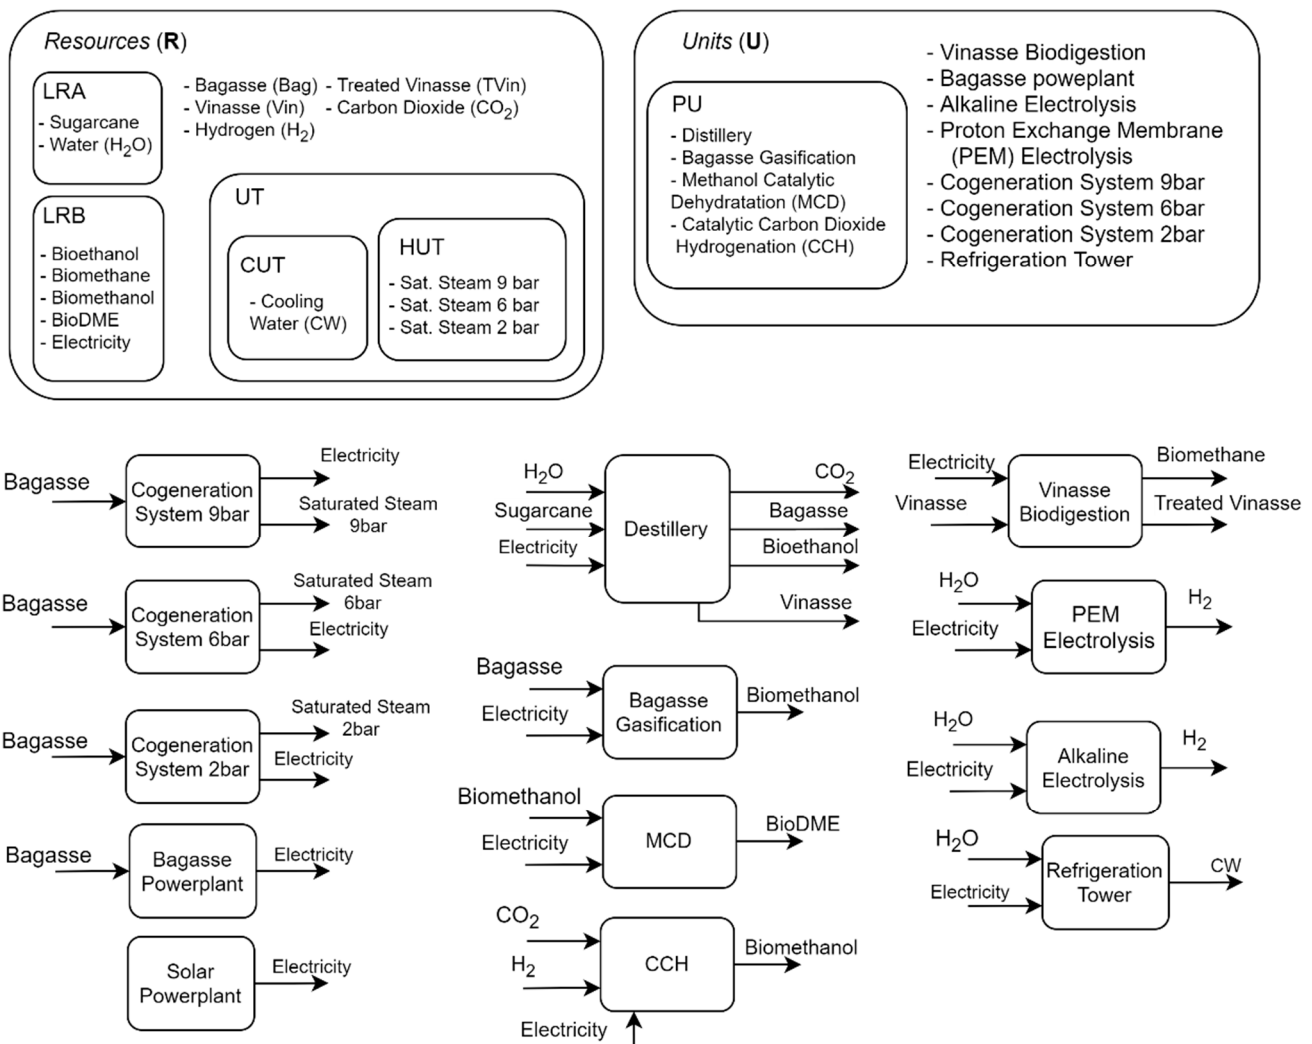 Resources (R)
LRA
- Sugarcane
- Water (H2O)
- Bagasse (Bag)
- Vinasse (Vin)
- Hydrogen (H2)
- Treated Vinasse (TVin)
- Carbon Dioxide (CO2)
LRB
- Bioethanol
- Biomethane
- Biomethanol
- BioDME
- Electricity
UT
CUT
- Cooling
Water (CW)
HUT
- Sat. Steam 9 bar
- Sat. Steam 6 bar
- Sat. Steam 2 bar
Units (U)
PU
- Distillery
- Bagasse Gasification
- Methanol Catalytic
Dehydratation (MCD)
- Catalytic Carbon Dioxide
Hydrogenation (CCH)
- Vinasse Biodigestion
- Bagasse poweplant
- Alkaline Electrolysis
- Proton Exchange Membrane
(PEM) Electrolysis
- Cogeneration System 9bar
- Cogeneration System 6bar
- Cogeneration System 2bar
- Refrigeration Tower
Bagasse
Cogeneration
System 9bar
Electricity
Saturated Steam
9bar
Bagasse
Cogeneration
System 6bar
Saturated Steam
6bar
Electricity
Bagasse
Cogeneration
System 2bar
Saturated Steam
2bar
Electricity
Bagasse
Bagasse
Powerplant
Electricity
Solar
Powerplant
Electricity
H2O
Sugarcane
Electricity
Destillery
CO2
Bagasse
Bioethanol
Vinasse
Bagasse
Electricity
Bagasse
Gasification
Biomethanol
Biomethanol
Electricity
MCD
BioDME
CO2
H2
Electricity
CCH
Biomethanol
Electricity
Vinasse
Vinasse
Biodigestion
Biomethane
Treated Vinasse
H2O
Electricity
PEM
Electrolysis
H2
H2O
Electricity
Alkaline
Electrolysis
H2
H2O
Electricity
Refrigeration
Tower
CW